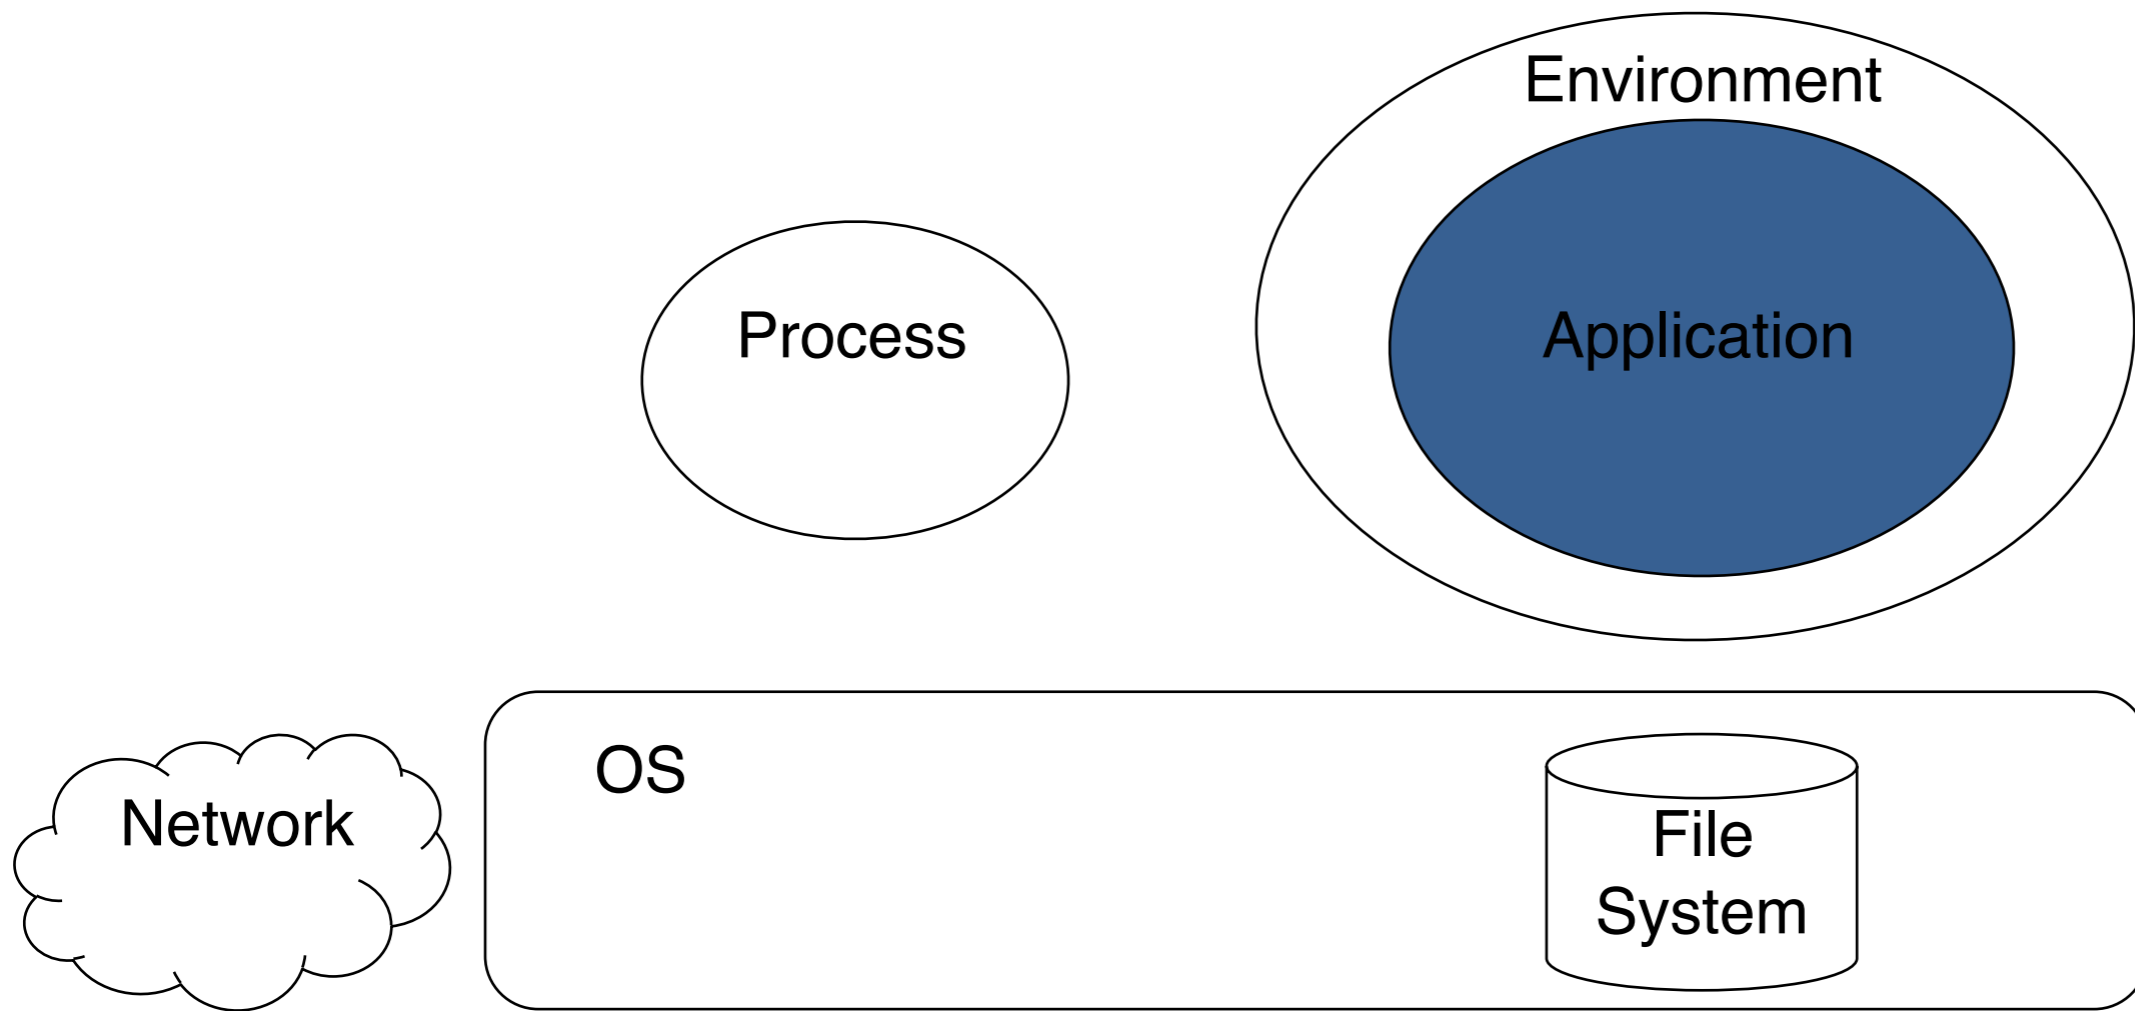 Environment
Process
Application
OS
Network
File
System